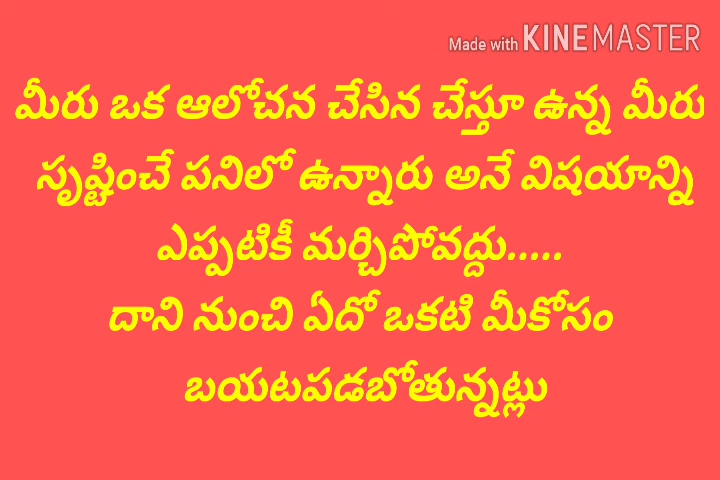 Made with KINEMASTER
మీరు ఒక ఆలోచన చేసిన చేస్తూ ఉన్న మీరు
సృష్టించే పనిలో ఉన్నారు అనే విషయాన్ని
ఎప్పటికీ మర్చిపోవద్దు.....
దాని నుంచి ఏదో ఒకటి మీకోసం
బయటపడబోతున్నట్లు